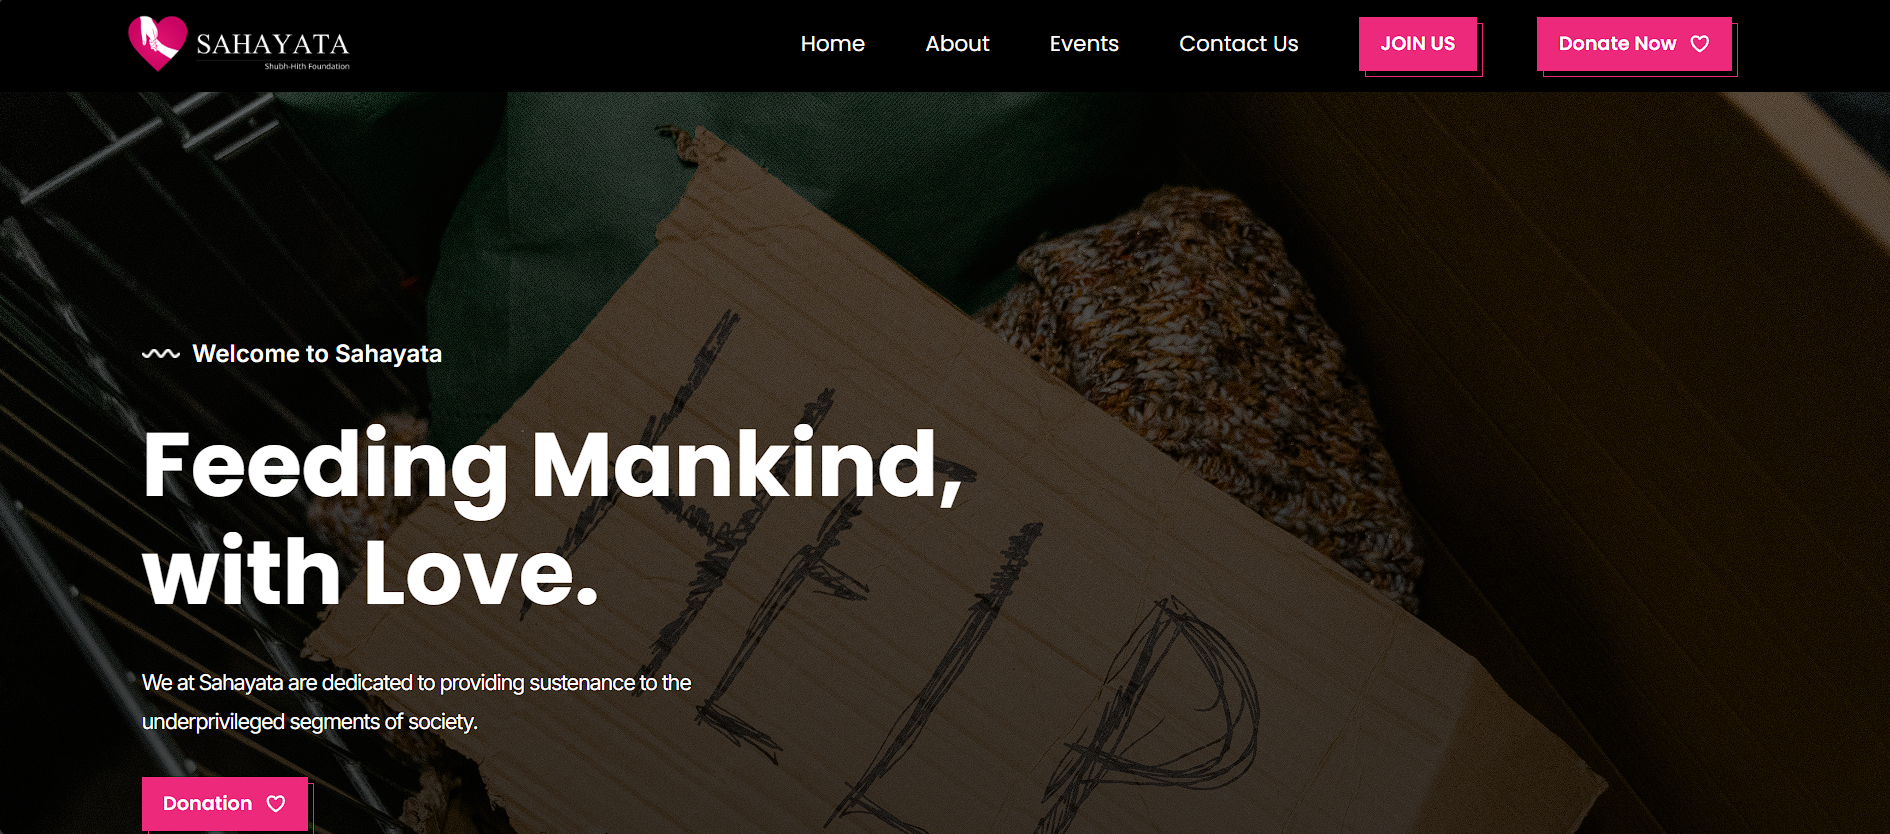 SAHAYATA
Shubh-Hith Foundation
Home
About
Events
Contact Us
JOIN US
Donate Now
Welcome to Sahayata
Feeding Mankind,
with Love.
We at Sahayata are dedicated to providing sustenance to the
underprivileged segments of society.
Donation
HELP